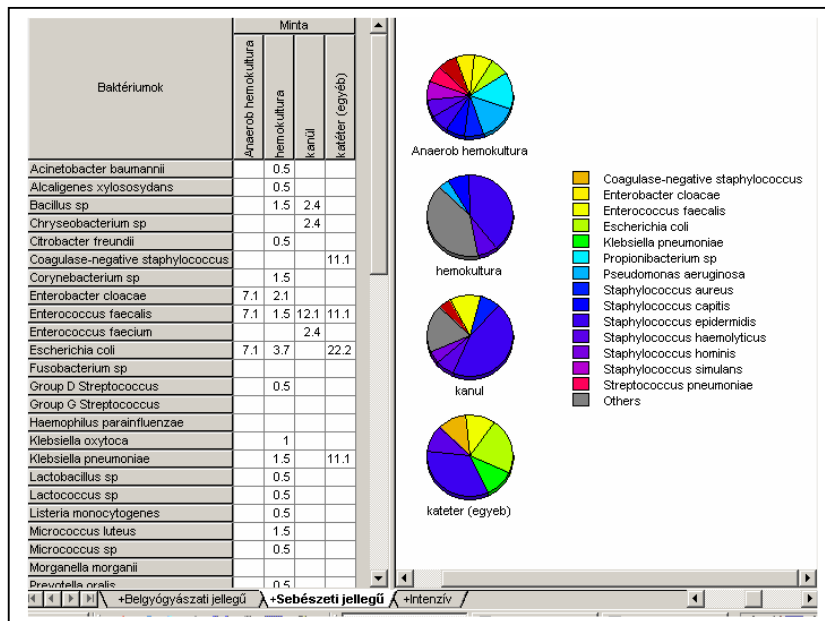 Minta
Baktériumok
Anaerob hemokultura
hemokultura
kanúl
katéter (egyéb)
Acinetobacter baumannii 0.5
Alcaligenes xylososydans 0.5
Bacillus sp 1.5 2.4
Chryseobacterium sp 2.4
Citrobacter freundii 0.5
Coagulase-negative staphylococcus 11.1
Corynebacterium sp 1.5
Enterobacter cloacae 7.1 2.1
Enterococcus faecalis 7.1 1.5 12.1 11.1
Enterococcus faecium 2.4
Escherichia coli 7.1 3.7 22.2
Fusobacterium sp
Group D Streptococcus 0.5
Group G Streptococcus
Haemophilus parainfluenzae
Klebsiella oxytoca 1
Klebsiella pneumoniae 1.5 11.1
Lactobacillus sp 0.5
Lactococcus sp 0.5
Listeria monocytogenes 0.5
Micrococcus luteus 1.5
Micrococcus sp 0.5
Morganella morganii
Prevotella oralis 0.5
Anaerob hemokultura
hemokultura
kanul
kateter (egyeb)
Coagulase-negative staphylococcus
Enterobacter cloacae
Enterococcus faecalis
Escherichia coli
Klebsiella pneumoniae
Propionibacterium sp
Pseudomonas aeruginosa
Staphylococcus aureus
Staphylococcus capitis
Staphylococcus epidermidis
Staphylococcus haemolyticus
Staphylococcus hominis
Staphylococcus simulans
Streptococcus pneumoniae
Others
+Belgyógyászati jellegű +Sebészeti jellegű +Intenzív